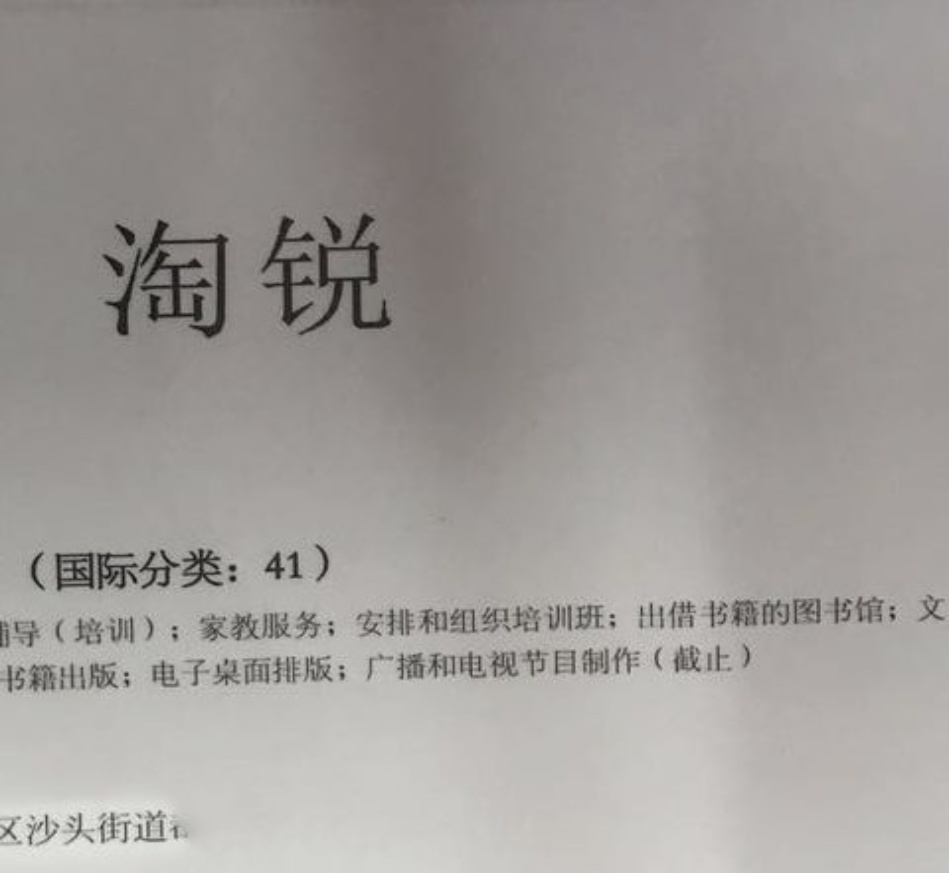 淘锐
（国际分类：41）
辅导（培训）；家教服务；安排和组织培训班；出借书籍的图书馆；文
书籍出版；电子桌面排版；广播和电视节目制作（截止）
区沙头街道